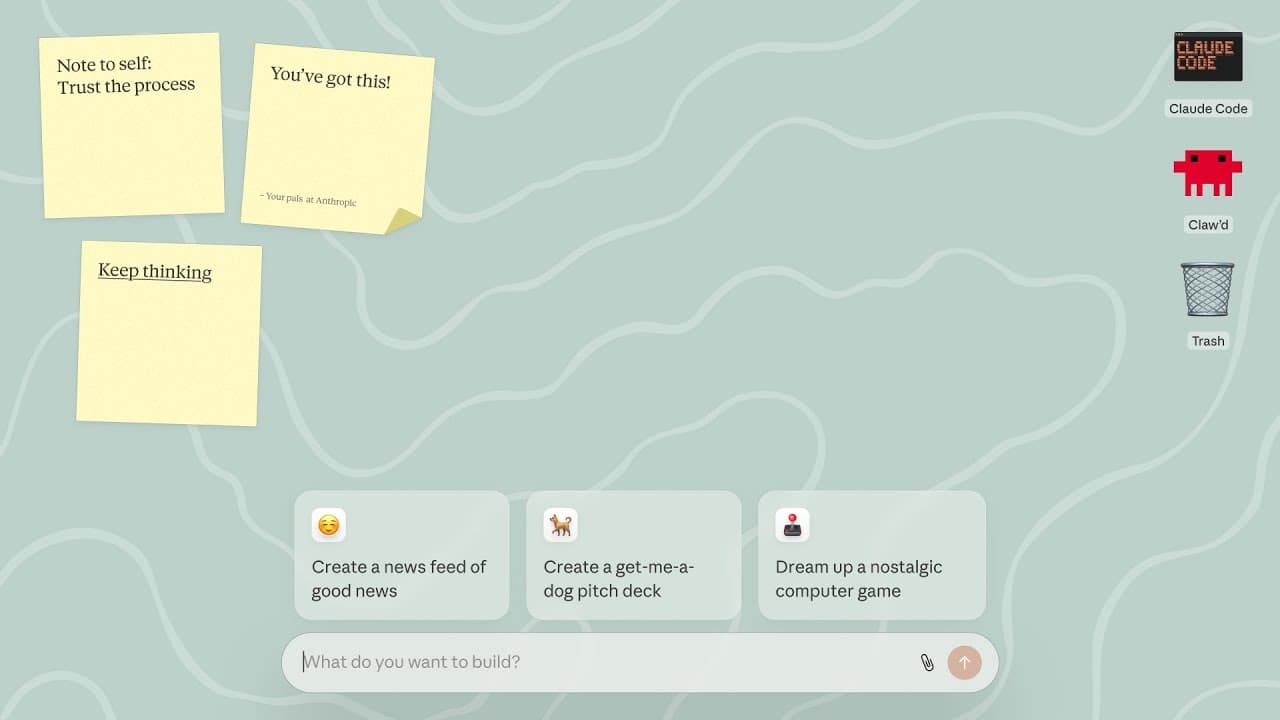 Note to self:
Trust the process
You've got this!
– Your pals at Anthropic
Keep thinking
CLAUDE
CODE
Claude Code
Claw'd
Trash
Create a news feed of
good news
Create a get-me-a-
dog pitch deck
Dream up a nostalgic
computer game
What do you want to build?